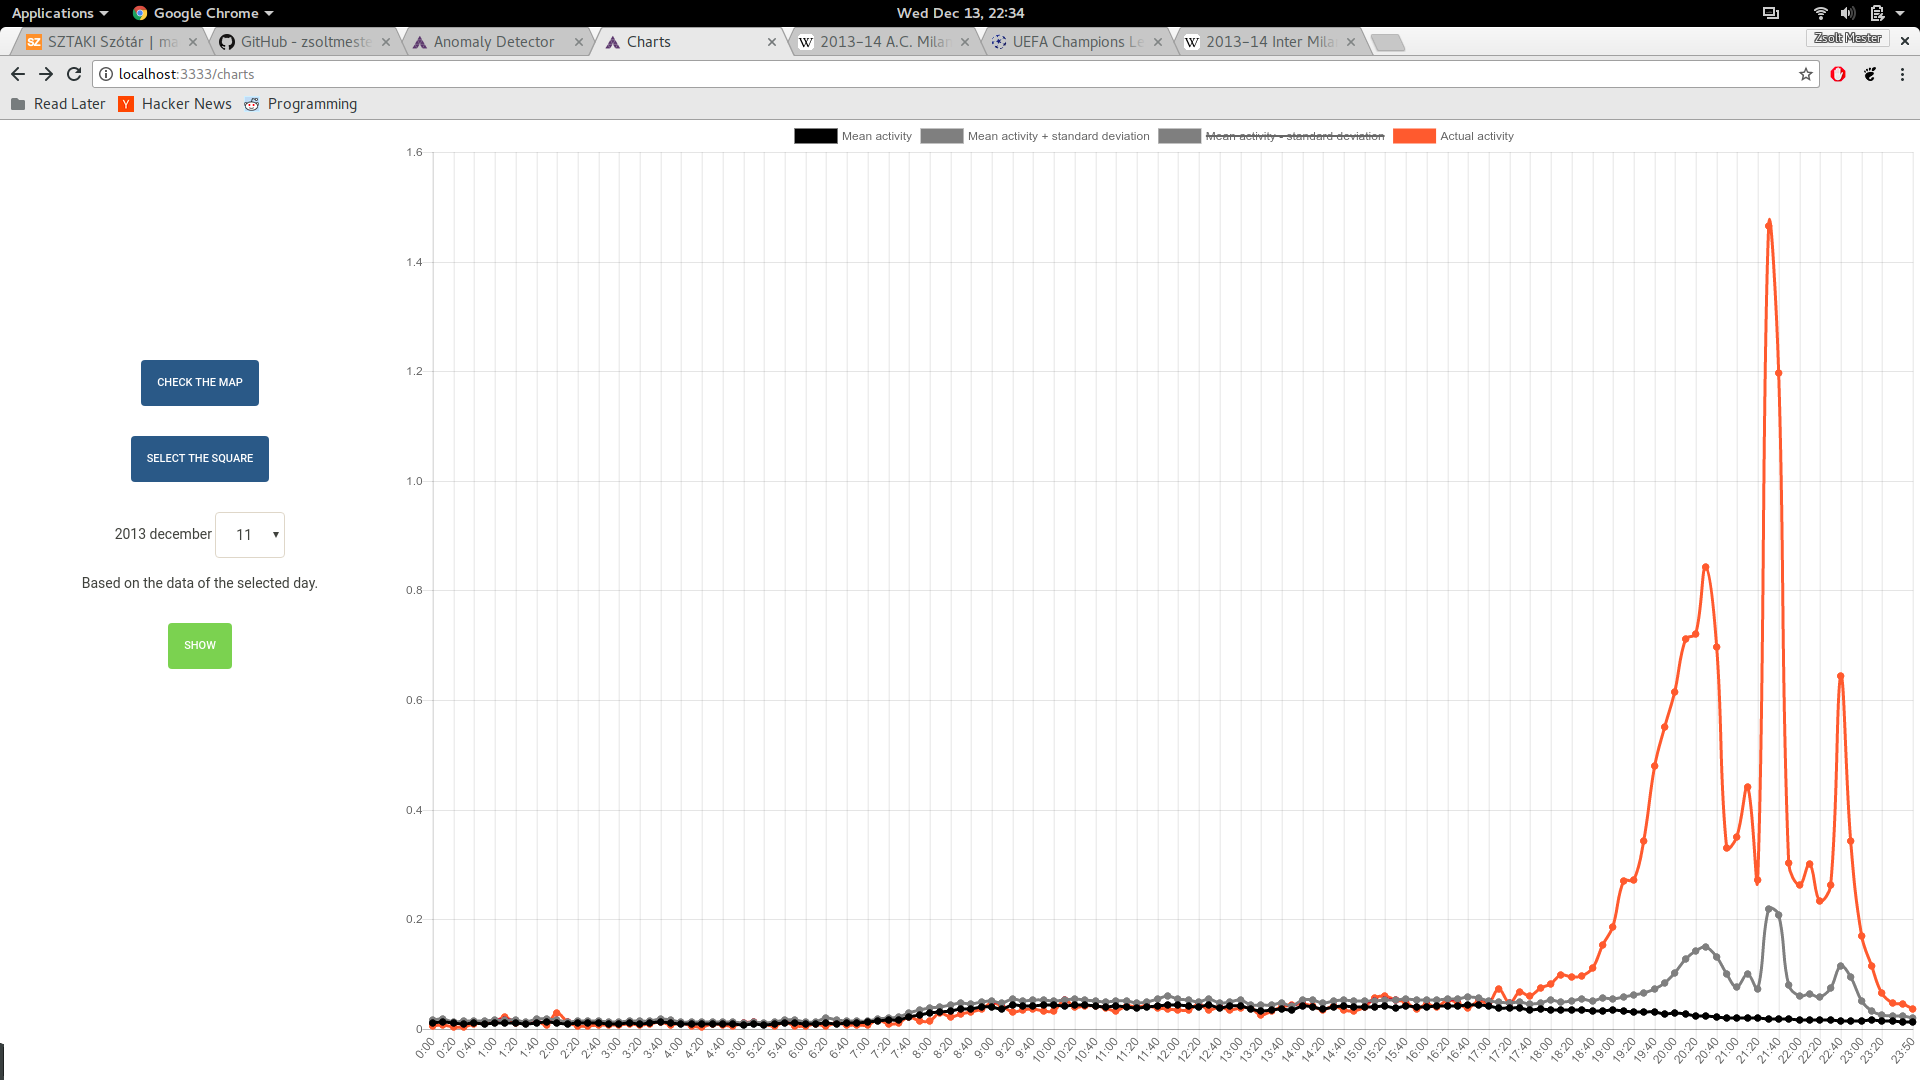 Applications Google Chrome Wed Dec 13, 22:34
SZTAKI Szótár | ma GitHub - zsoltmeste Anomaly Detector Charts 2013–14 A.C. Milan UEFA Champions Le 2013–14 Inter Mila Zsolt Mester
localhost:3333/charts
Read Later Hacker News Programming
Mean activity Mean activity + standard deviation Mean activity - standard deviation Actual activity
CHECK THE MAP
SELECT THE SQUARE
2013 december 11
Based on the data of the selected day.
SHOW
1.6
1.4
1.2
1.0
0.8
0.6
0.4
0.2
0
0:00 0:20 0:40 1:00 1:20 1:40 2:00 2:20 2:40 3:00 3:20 3:40 4:00 4:20 4:40 5:00 5:20 5:40 6:00 6:20 6:40 7:00 7:20 7:40 8:00 8:20 8:40 9:00 9:20 9:40 10:00 10:20 10:40 11:00 11:20 11:40 12:00 12:20 12:40 13:00 13:20 13:40 14:00 14:20 14:40 15:00 15:20 15:40 16:00 16:20 16:40 17:00 17:20 17:40 18:00 18:20 18:40 19:00 19:20 19:40 20:00 20:20 20:40 21:00 21:20 21:40 22:00 22:20 22:40 23:00 23:20 23:50